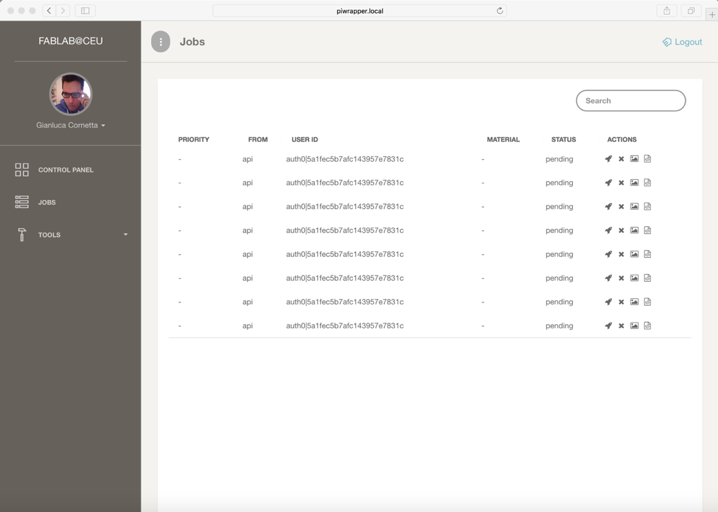 piwrapper.local
FABLAB@CEU
Gianluca Cornetta
CONTROL PANEL
JOBS
TOOLS
Jobs
Logout
Search
PRIORITY FROM USER ID MATERIAL STATUS ACTIONS
- api auth0|5a1fec5b7afc143957e7831c - pending
- api auth0|5a1fec5b7afc143957e7831c - pending
- api auth0|5a1fec5b7afc143957e7831c - pending
- api auth0|5a1fec5b7afc143957e7831c - pending
- api auth0|5a1fec5b7afc143957e7831c - pending
- api auth0|5a1fec5b7afc143957e7831c - pending
- api auth0|5a1fec5b7afc143957e7831c - pending
- api auth0|5a1fec5b7afc143957e7831c - pending